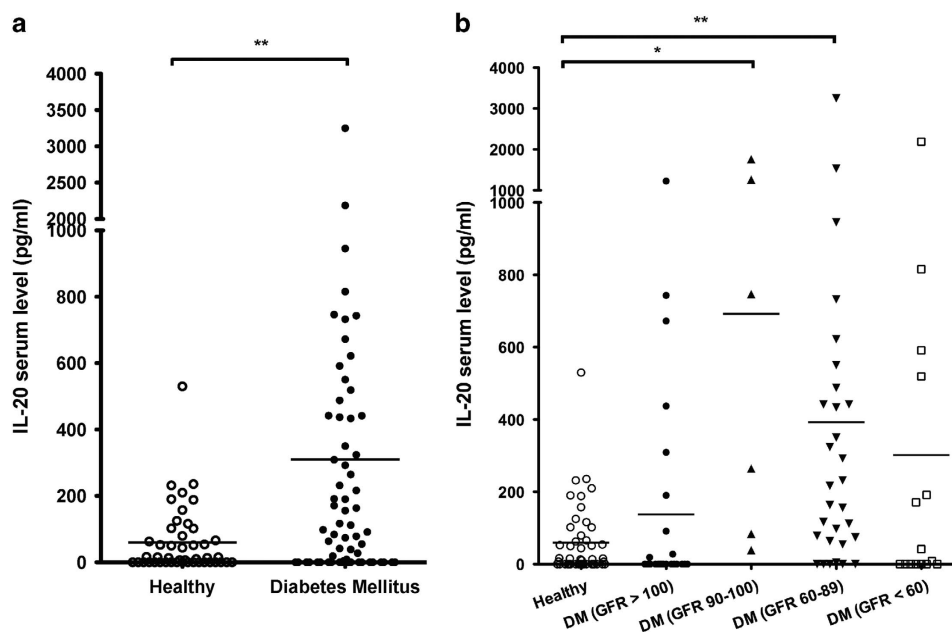 a
**
4000
3500
3000
2500
2000
1000
800
600
400
200
0
IL-20 serum level (pg/ml)
Healthy
Diabetes Mellitus
b
**
*
4000
3000
2000
1000
1000
800
600
400
200
0
IL-20 serum level (pg/ml)
Healthy
DM (GFR > 100)
DM (GFR 90-100)
DM (GFR 60-89)
DM (GFR < 60)